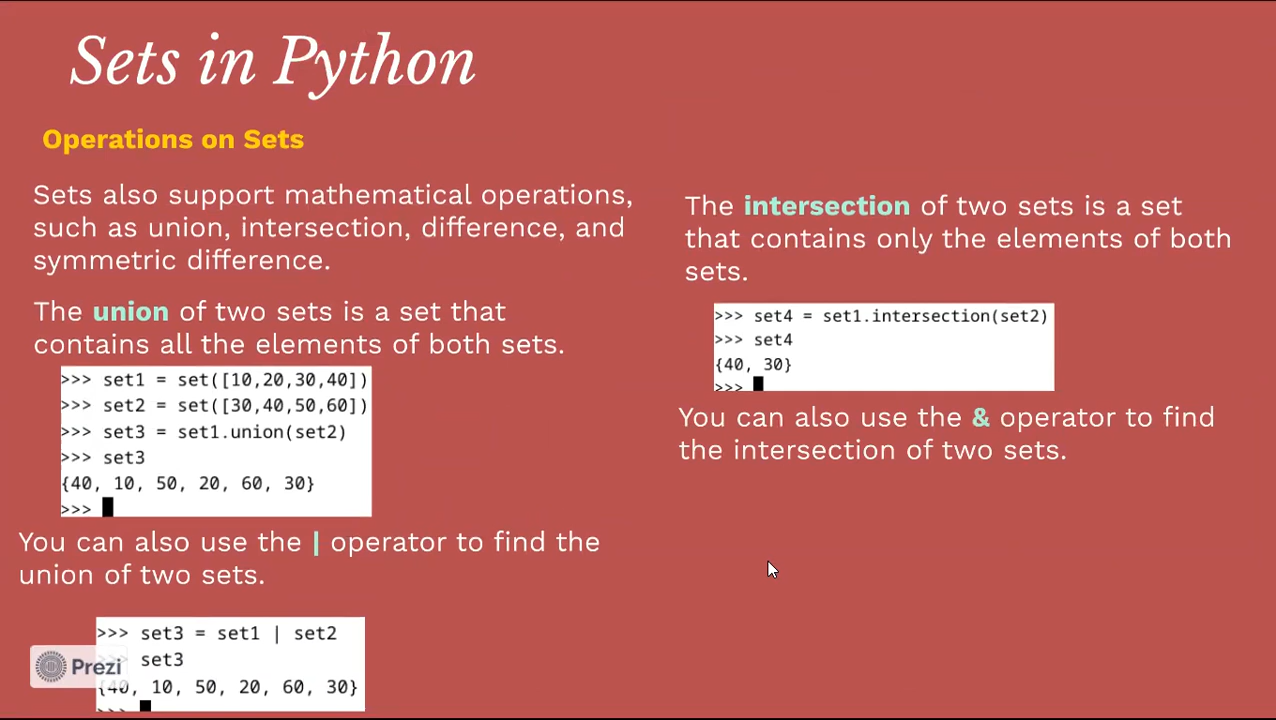 Sets in Python
Operations on Sets
Sets also support mathematical operations,
such as union, intersection, difference, and
symmetric difference.
The union of two sets is a set that
contains all the elements of both sets.
>>> set1 = set([10,20,30,40])
>>> set2 = set([30,40,50,60])
>>> set3 = set1.union(set2)
>>> set3
{40, 10, 50, 20, 60, 30}
>>>
You can also use the | operator to find the
union of two sets.
>>> set3 = set1 | set2
>>> set3
{40, 10, 50, 20, 60, 30}
>>>
Prezi
The intersection of two sets is a set
that contains only the elements of both
sets.
>>> set4 = set1.intersection(set2)
>>> set4
{40, 30}
>>>
You can also use the & operator to find
the intersection of two sets.